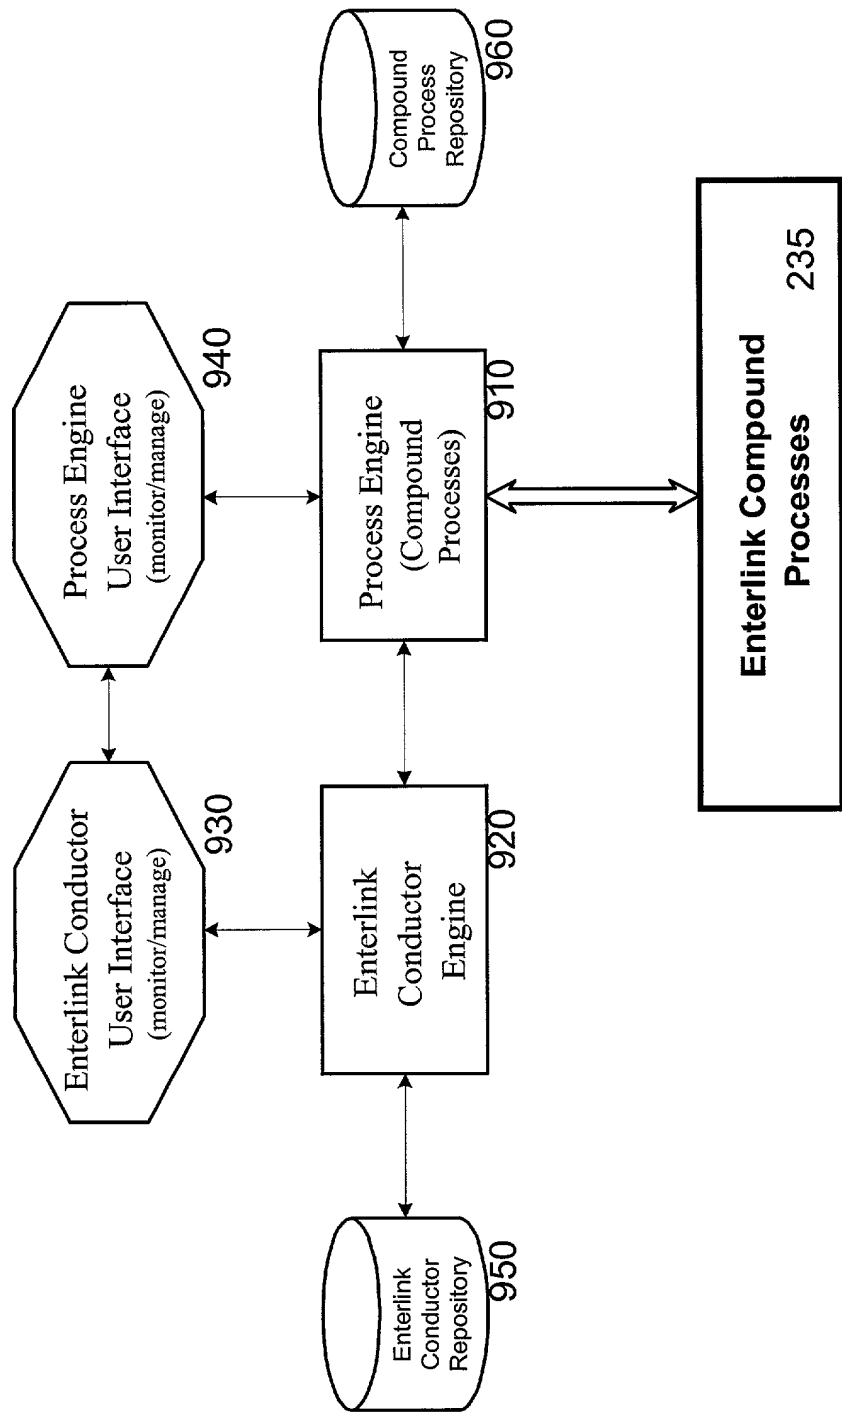 Enterlink Conductor
User Interface
(monitor/manage)
930
Process Engine
User Interface
(monitor/manage)
940
Enterlink
Conductor
Repository
950
Enterlink
Conductor
Engine
920
Process Engine
(Compound
Processes)
910
Compound
Process
Repository
960
Enterlink Compound
Processes
235